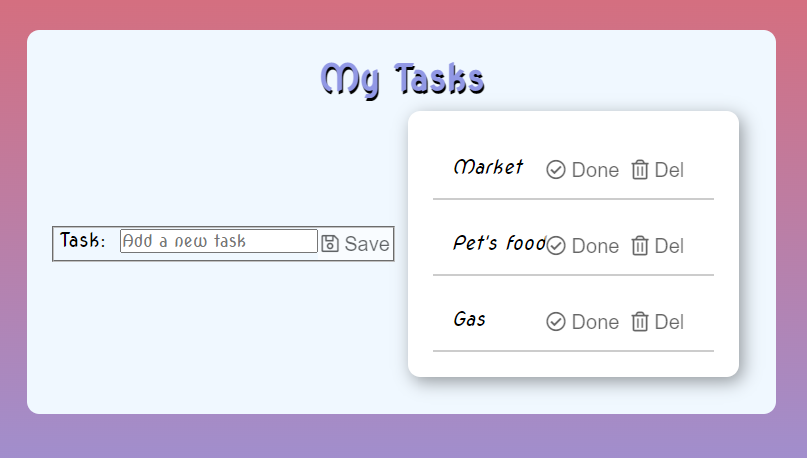 My Tasks
Task: Add a new task Save
Market Done Del
Pet's food Done Del
Gas Done Del